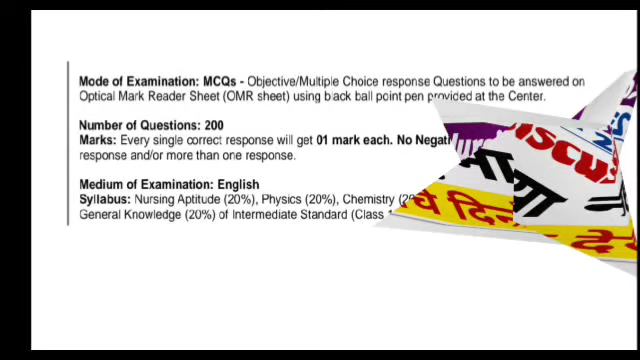 Mode of Examination: MCQs - Objective/Multiple Choice response Questions to be answered on
Optical Mark Reader Sheet (OMR sheet) using black ball point pen provided at the Center.
Number of Questions: 200
Marks: Every single correct response will get 01 mark each. No Negati
response and/or more than one response.
Medium of Examination: English
Syllabus: Nursing Aptitude (20%), Physics (20%), Chemistry (20
General Knowledge (20%) of Intermediate Standard (Class 1